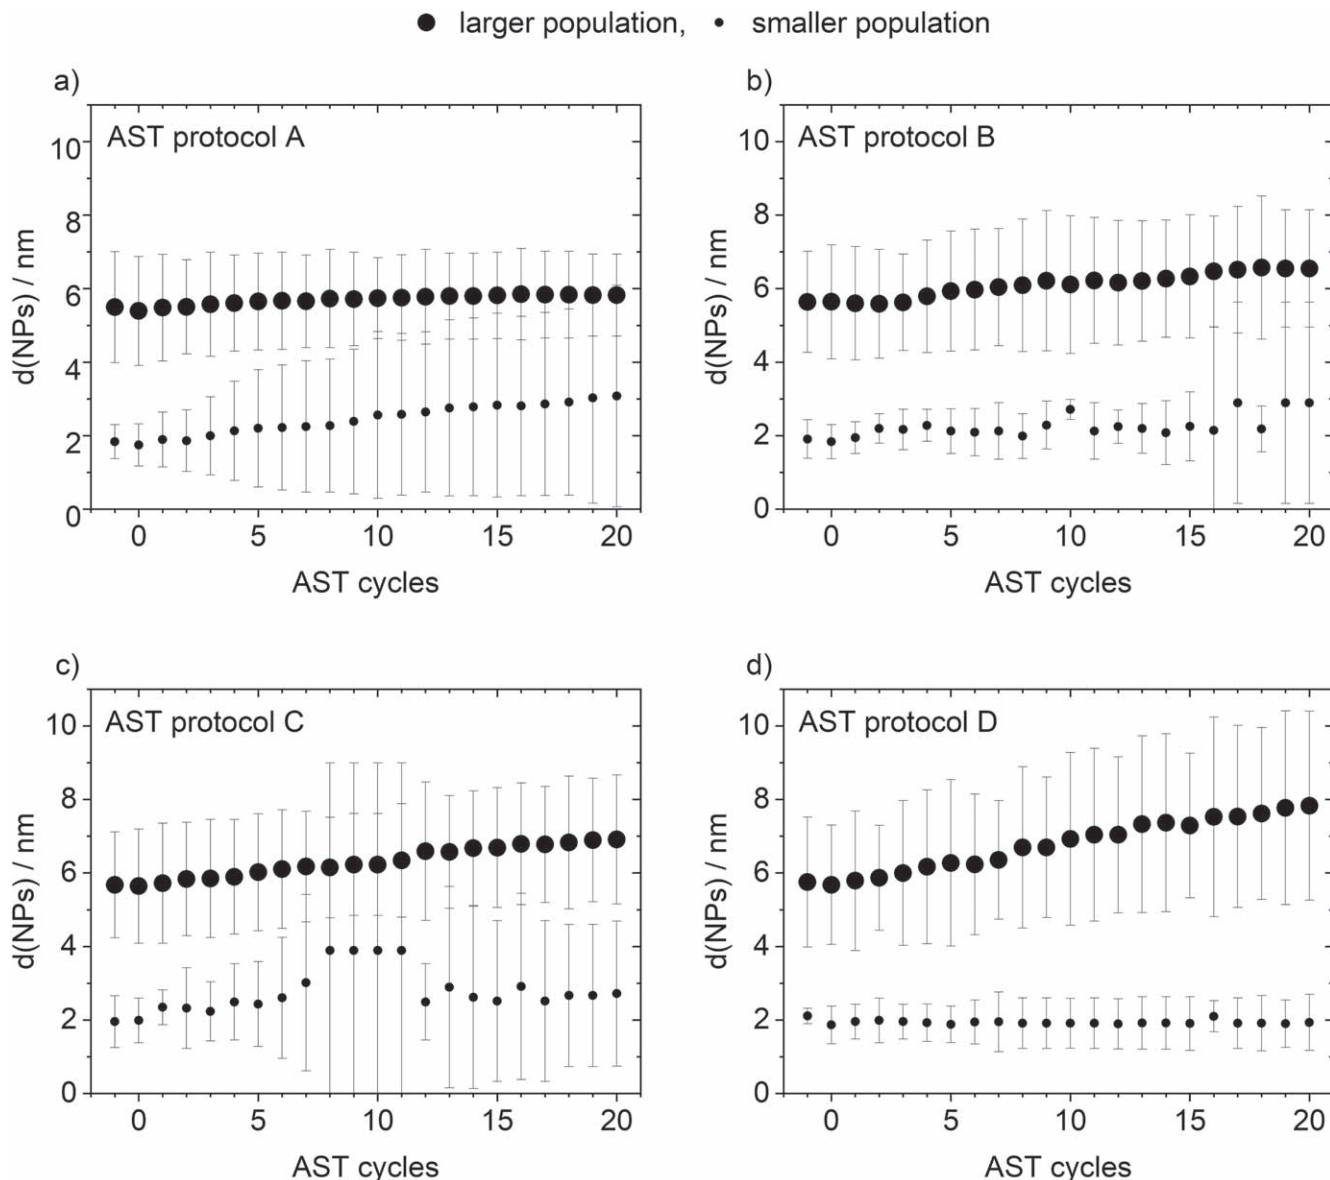 larger population, smaller population
a)
AST protocol A
10
8
6
4
2
0
d(NPs) / nm
0 5 10 15 20
AST cycles
b)
AST protocol B
10
8
6
4
2
0
d(NPs) / nm
0 5 10 15 20
AST cycles
c)
AST protocol C
10
8
6
4
2
0
d(NPs) / nm
0 5 10 15 20
AST cycles
d)
AST protocol D
10
8
6
4
2
0
d(NPs) / nm
0 5 10 15 20
AST cycles